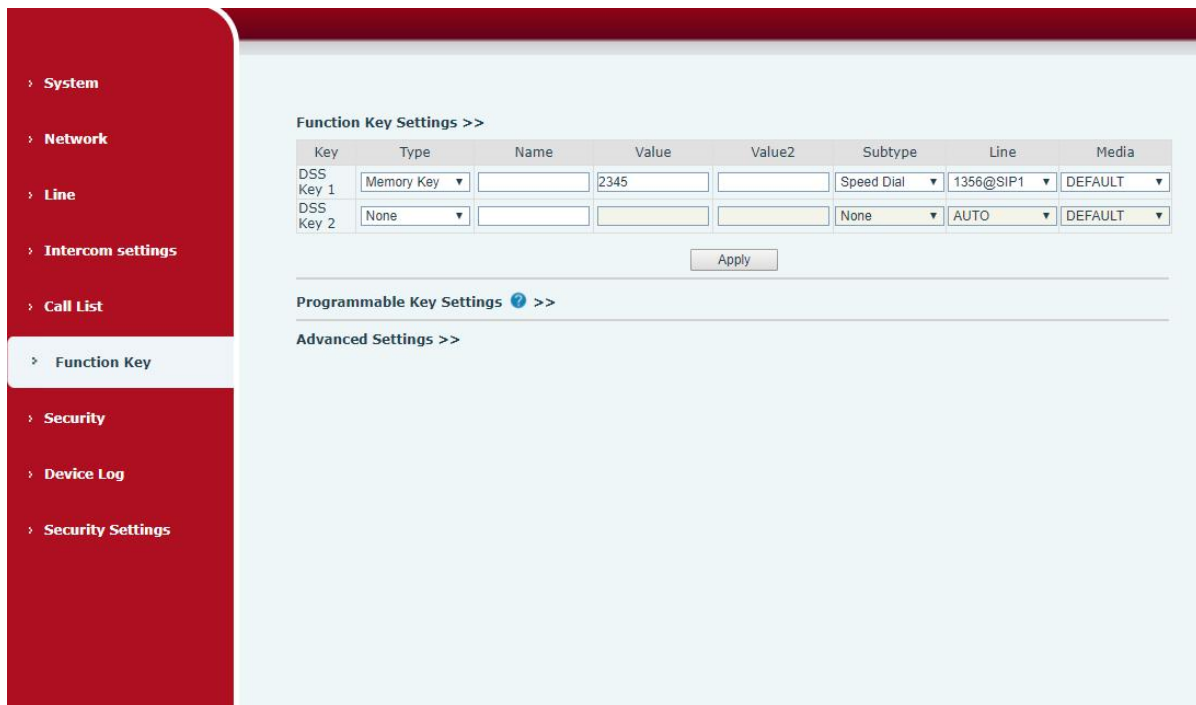 System
Network
Line
Intercom settings
Call List
Function Key
Security
Device Log
Security Settings
Function Key Settings >>
Key Type Name Value Value2 Subtype Line Media
DSS Key 1 Memory Key 2345 Speed Dial 1356@SIP1 DEFAULT
DSS Key 2 None None AUTO DEFAULT
Apply
Programmable Key Settings ? >>
Advanced Settings >>